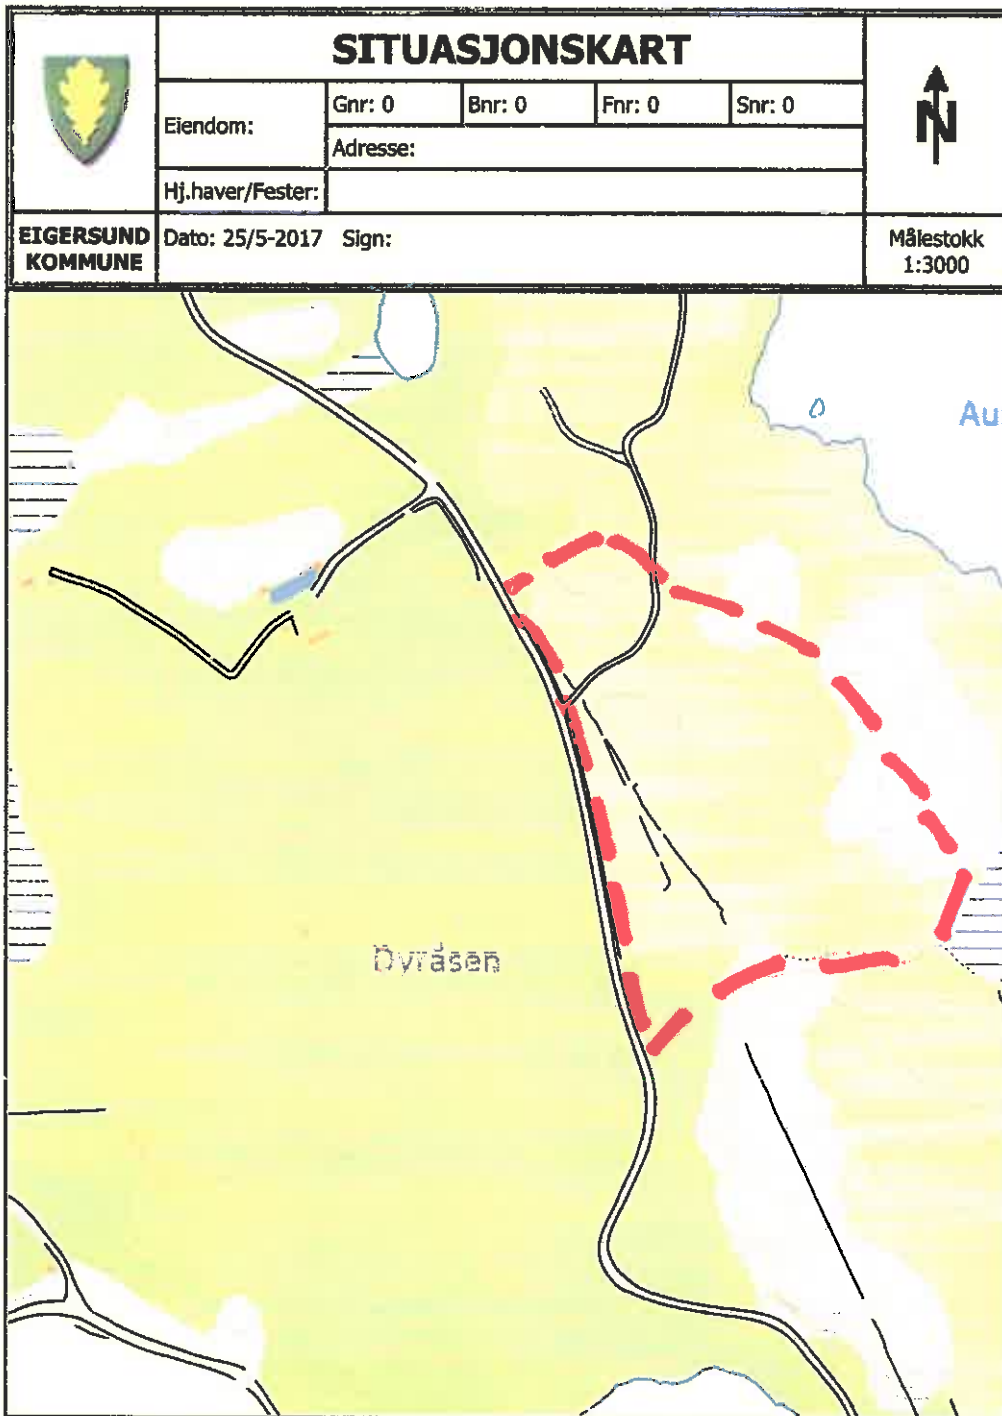 SITUASJONSKART
Eiendom:
Gnr: 0
Bnr: 0
Fnr: 0
Snr: 0
Adresse:
Hj.haver/Fester:
N
EIGERSUND
KOMMUNE
Dato: 25/5-2017 Sign:
Målestokk
1:3000
Au
Dyråsen